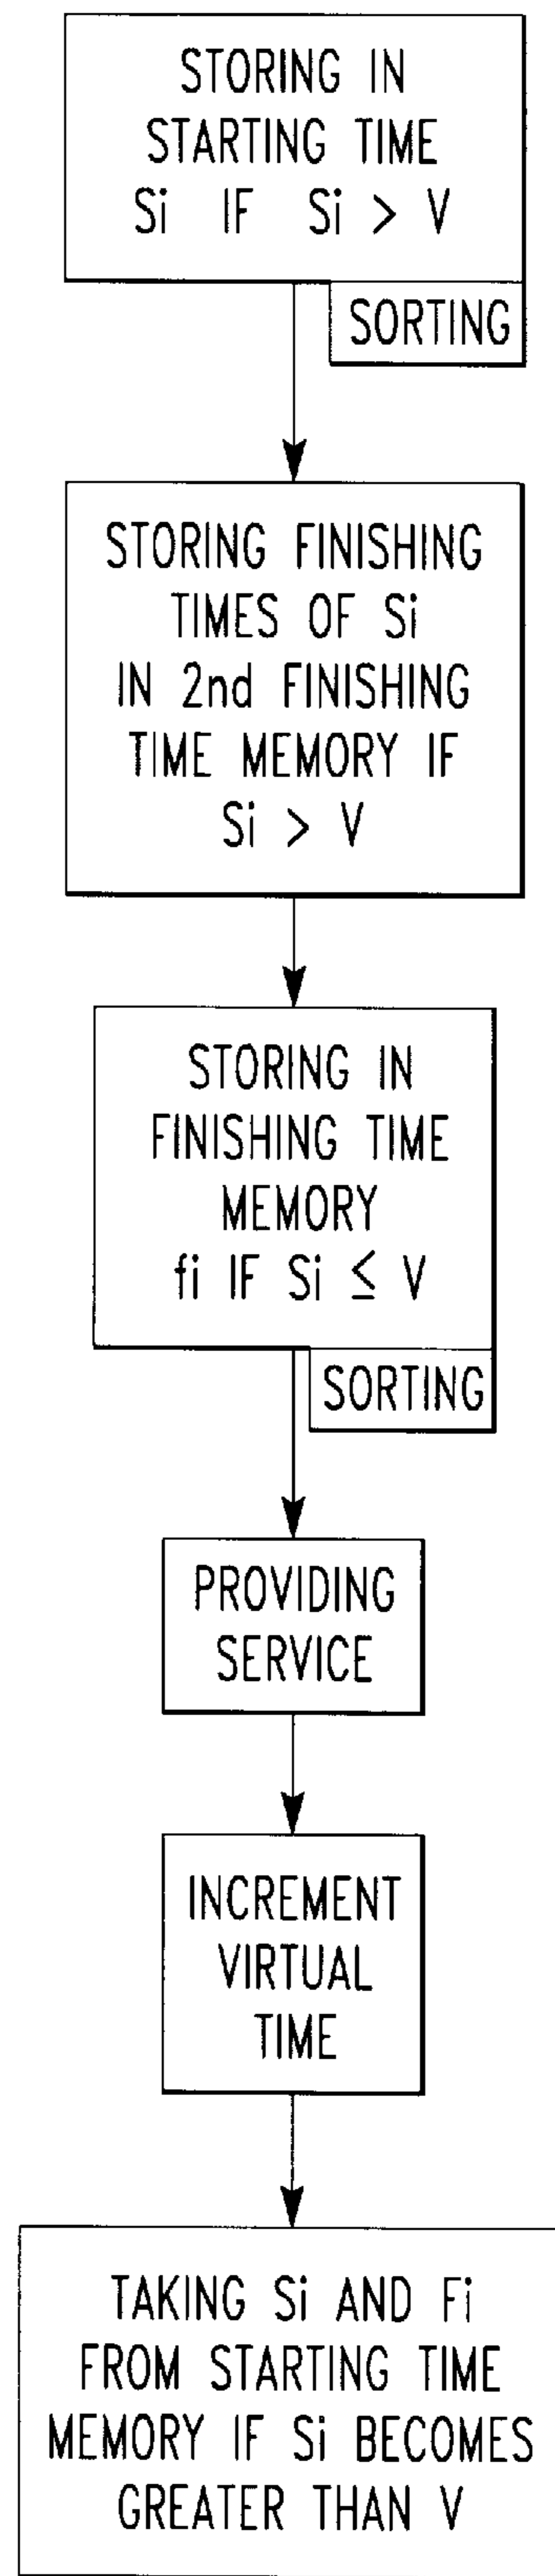 STORING IN
STARTING TIME
Si IF Si > V
SORTING
STORING FINISHING
TIMES OF Si
IN 2nd FINISHING
TIME MEMORY IF
Si > V
STORING IN
FINISHING TIME
MEMORY
fi IF Si ≤ V
SORTING
PROVIDING
SERVICE
INCREMENT
VIRTUAL
TIME
TAKING Si AND Fi
FROM STARTING TIME
MEMORY IF Si BECOMES
GREATER THAN V